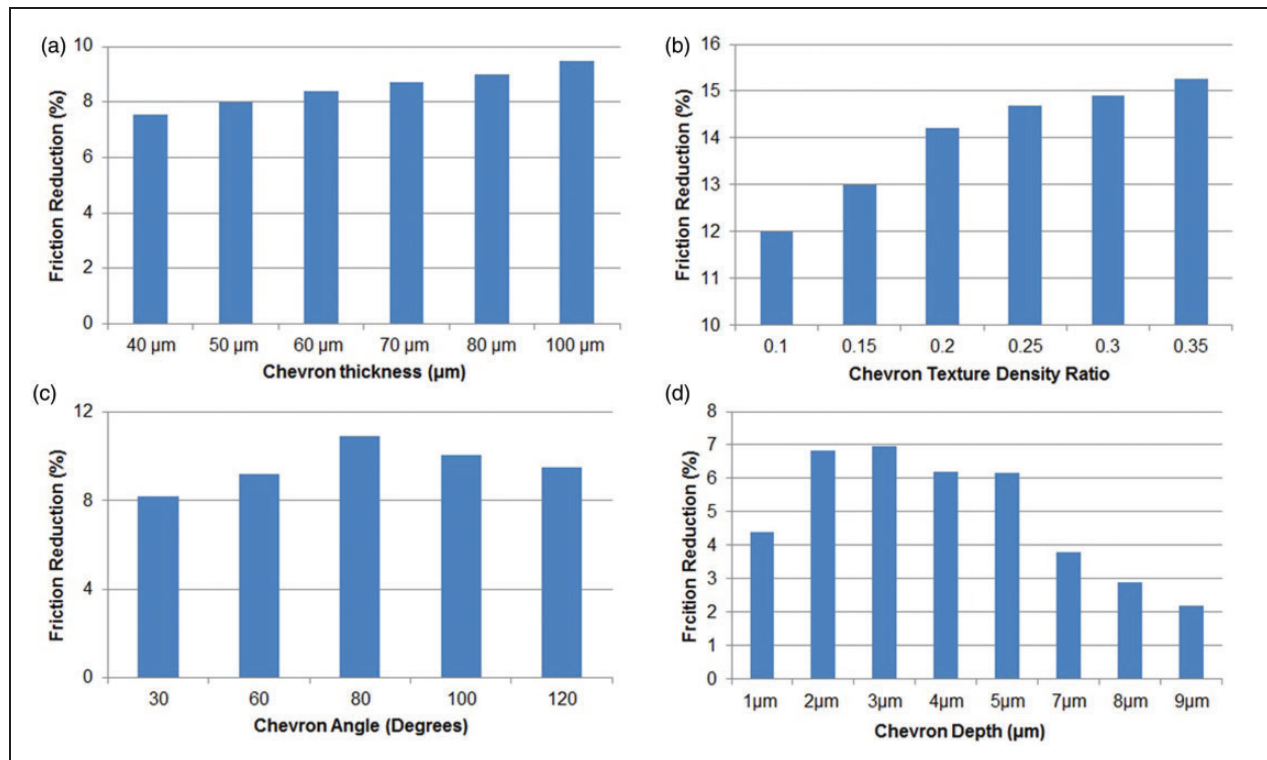 (a)
Friction Reduction (%)
10
8
6
4
2
0
40 µm 50 µm 60 µm 70 µm 80 µm 100 µm
Chevron thickness (µm)
(b)
Friction Reduction (%)
16
15
14
13
12
11
10
0.1 0.15 0.2 0.25 0.3 0.35
Chevron Texture Density Ratio
(c)
Friction Reduction (%)
12
8
4
0
30 60 80 100 120
Chevron Angle (Degrees)
(d)
Frcition Reduction (%)
8
7
6
5
4
3
2
1
0
1µm 2µm 3µm 4µm 5µm 7µm 8µm 9µm
Chevron Depth (µm)